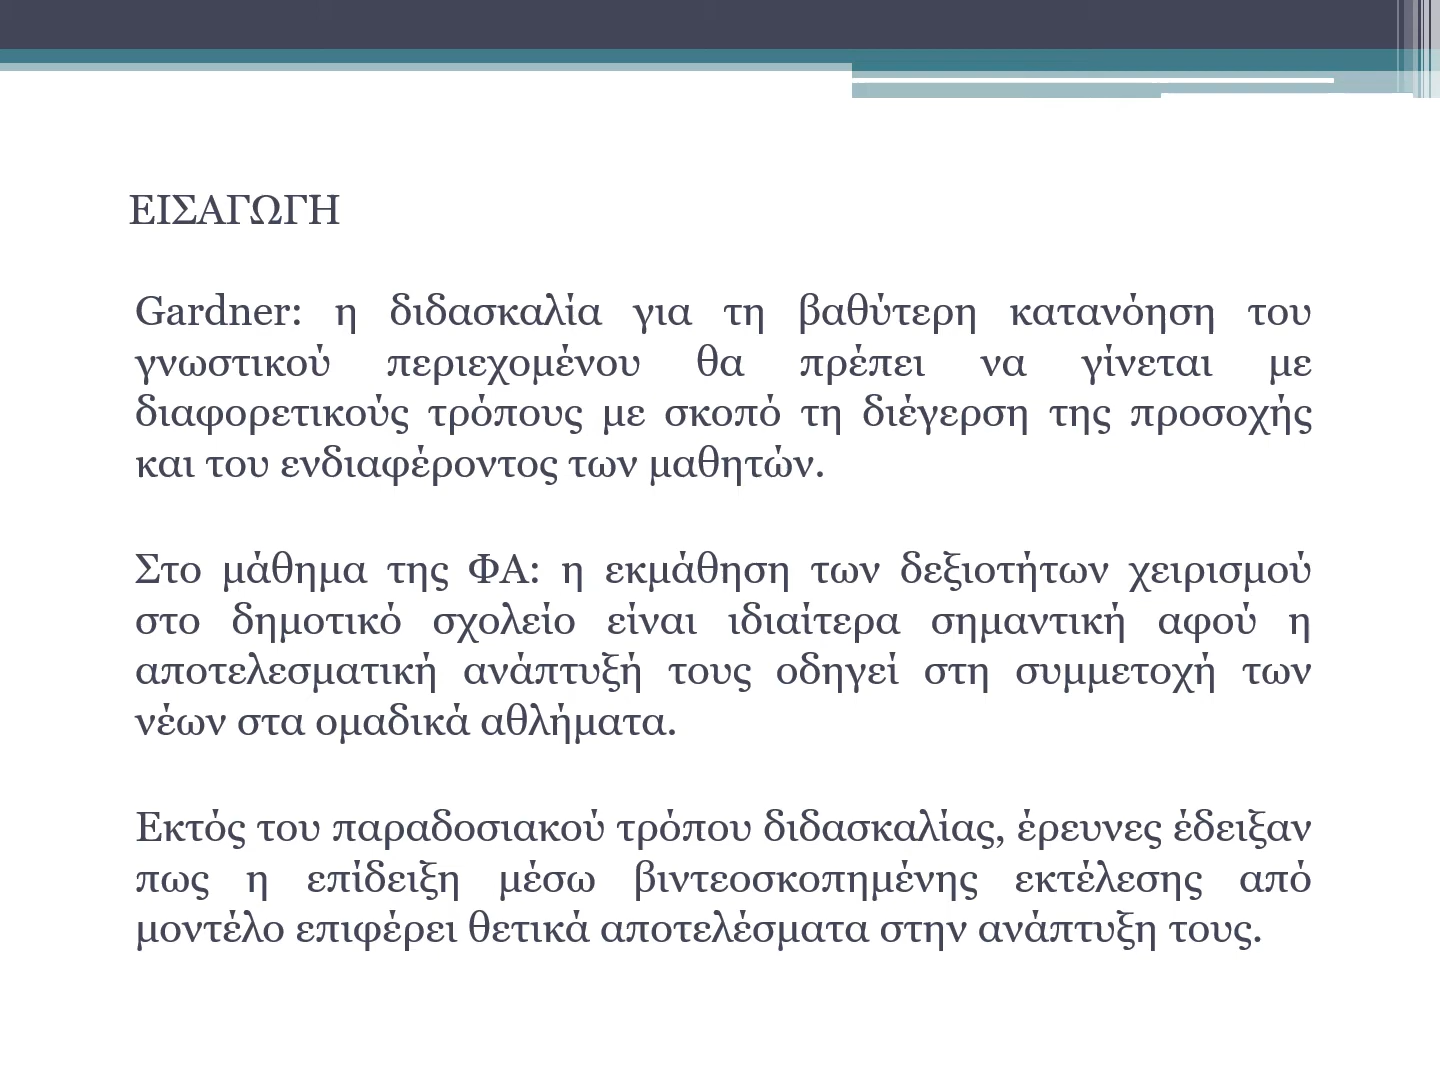 ΕΙΣΑΓΩΓΗ
Gardner: η διδασκαλία για τη βαθύτερη κατανόηση του
γνωστικού περιεχομένου θα πρέπει να γίνεται με
διαφορετικούς τρόπους με σκοπό τη διέγερση της προσοχής
και του ενδιαφέροντος των μαθητών.
Στο μάθημα της ΦΑ: η εκμάθηση των δεξιοτήτων χειρισμού
στο δημοτικό σχολείο είναι ιδιαίτερα σημαντική αφού η
αποτελεσματική ανάπτυξή τους οδηγεί στη συμμετοχή των
νέων στα ομαδικά αθλήματα.
Εκτός του παραδοσιακού τρόπου διδασκαλίας, έρευνες έδειξαν
πως η επίδειξη μέσω βιντεοσκοπημένης εκτέλεσης από
μοντέλο επιφέρει θετικά αποτελέσματα στην ανάπτυξη τους.